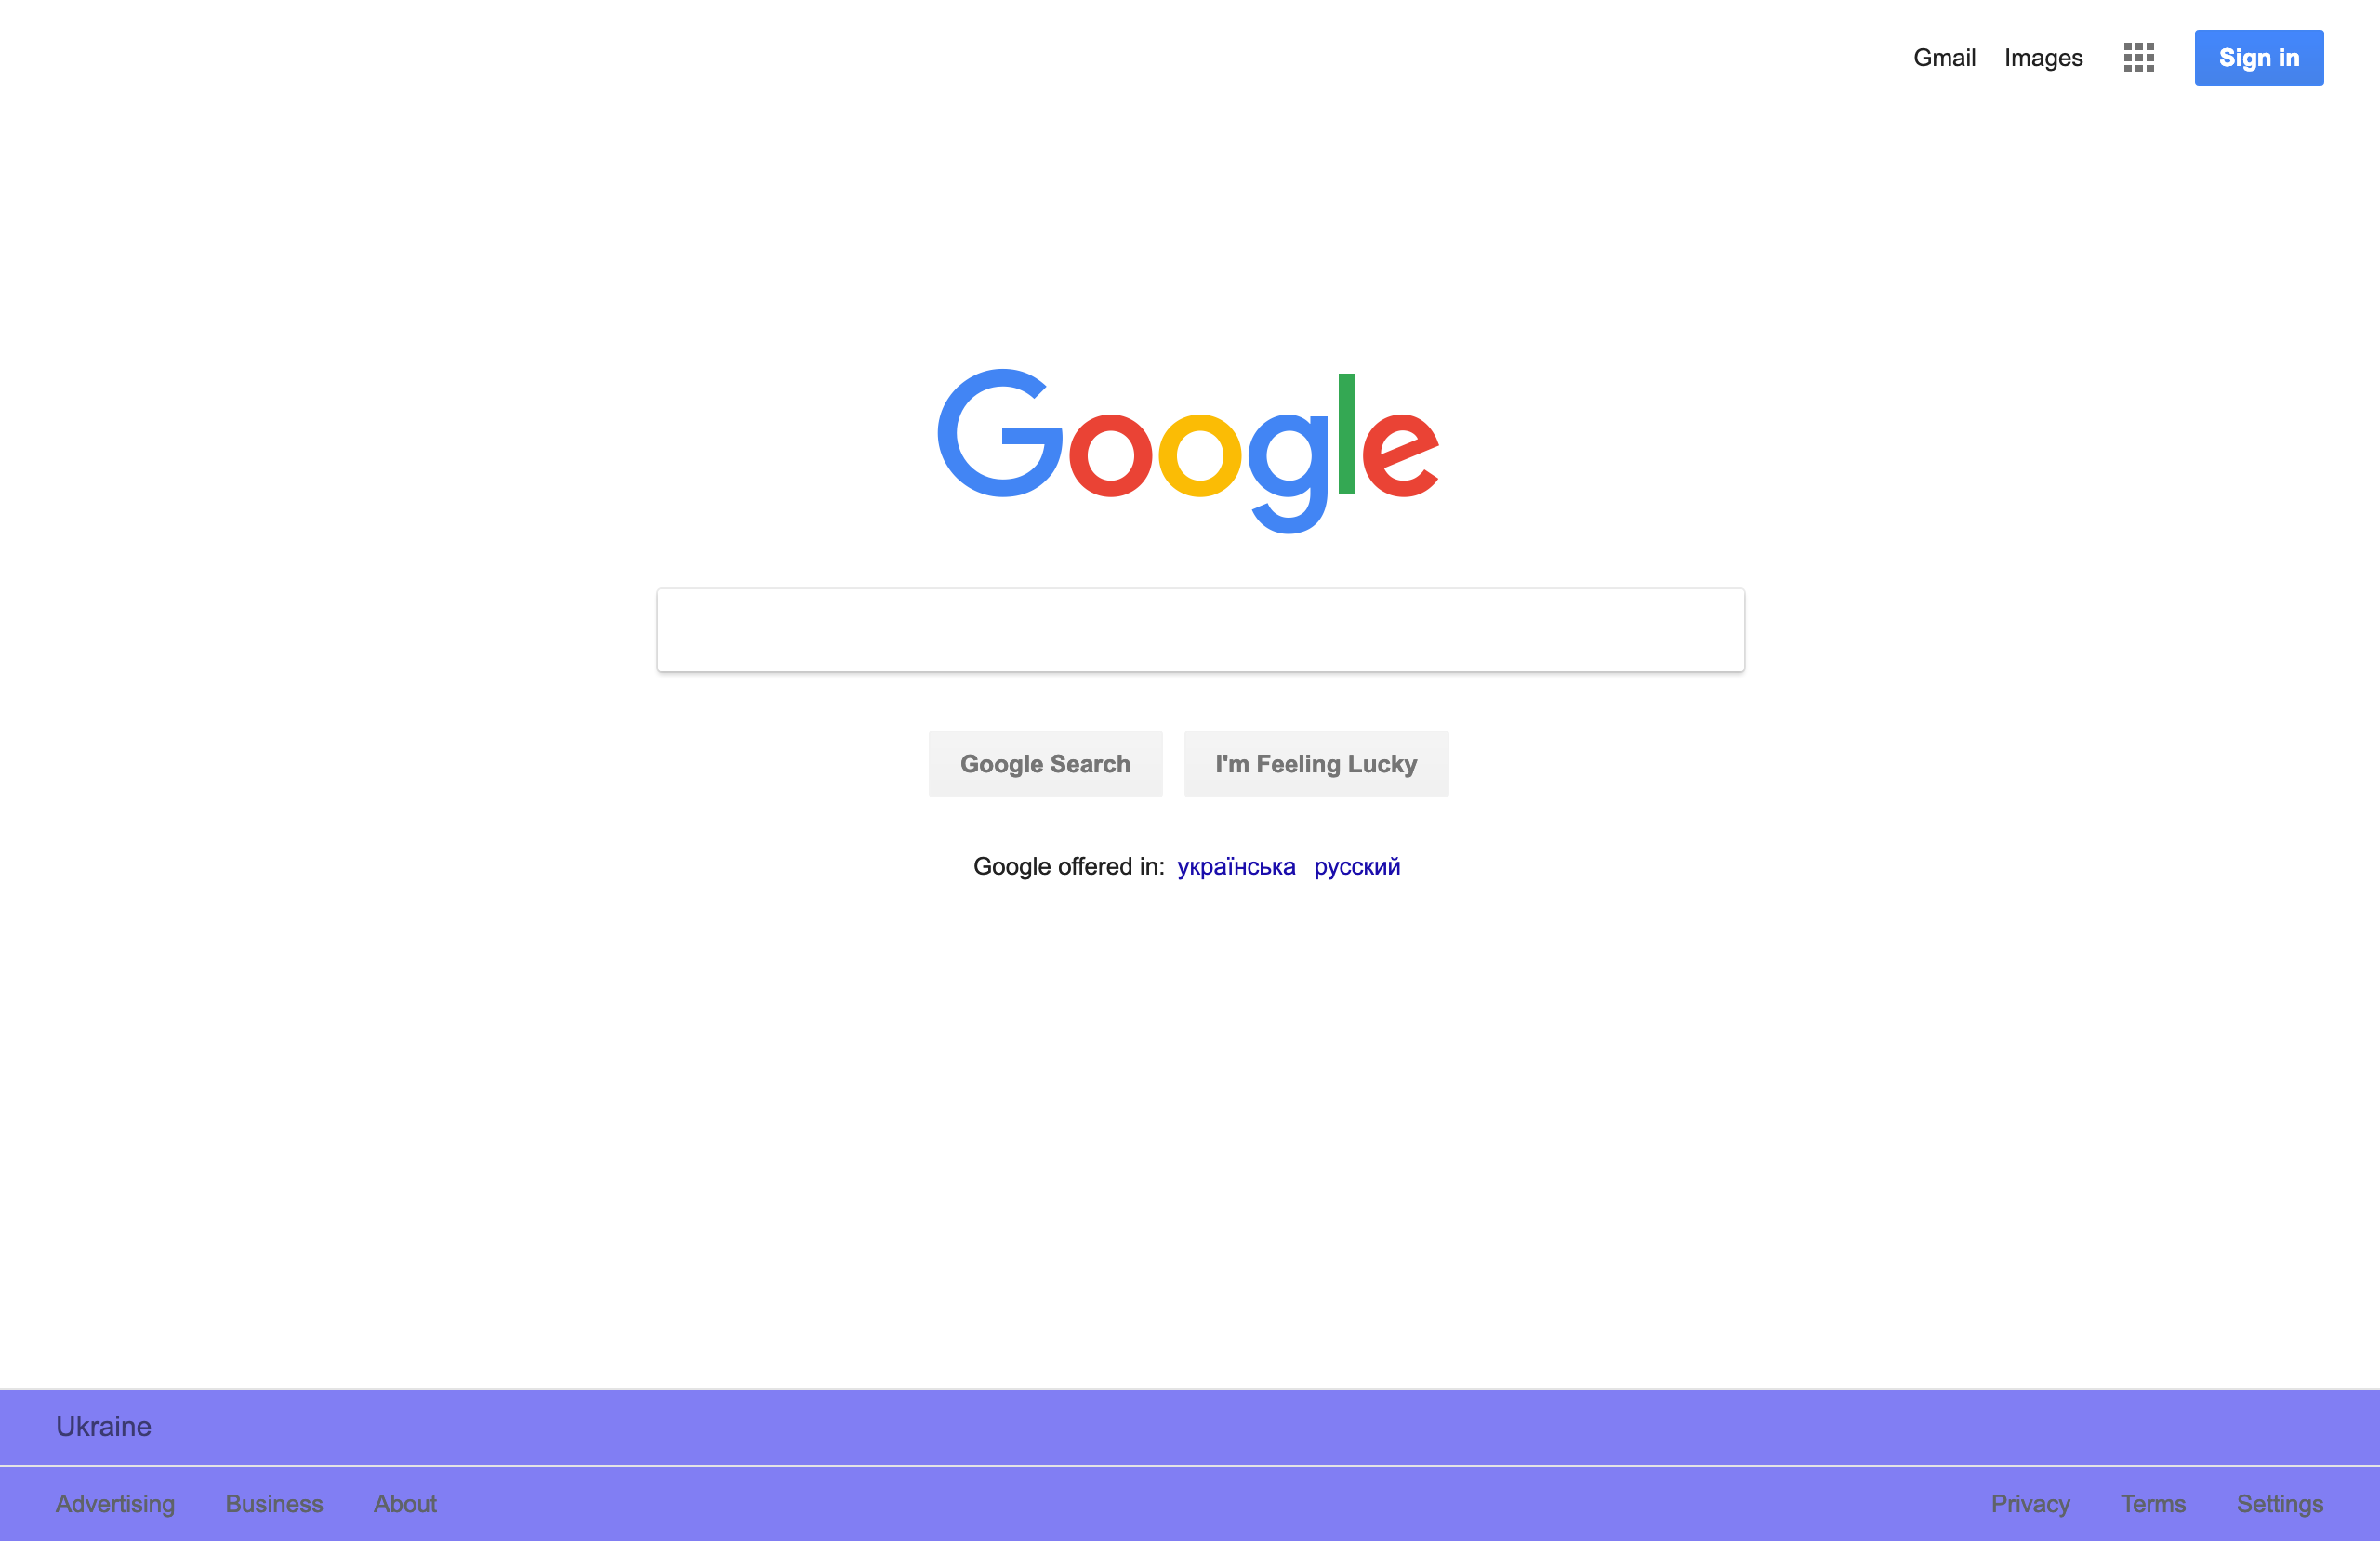 Gmail Images Sign in
Google
Google Search I'm Feeling Lucky
Google offered in: українська русский
Ukraine
Advertising Business About Privacy Terms Settings